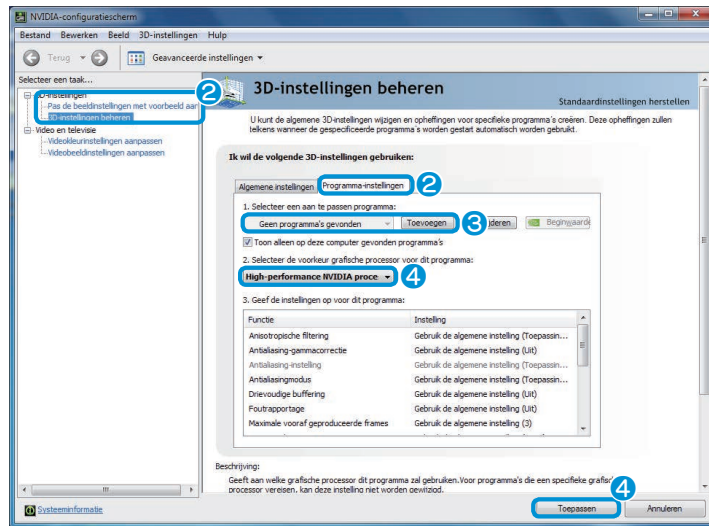 NVIDIA-configuratiescherm
Bestand Bewerken Beeld 3D-instellingen Hulp
Terug Geavanceerde instellingen
Selecteer een taak...
3D-instellingen
Pas de beeldinstellingen met voorbeeld aan
3D-instellingen beheren
Video en televisie
Videokleurinstellingen aanpassen
Videobeeldinstellingen aanpassen
2
3D-instellingen beheren
Standaardinstellingen herstellen
U kunt de algemene 3D-instellingen wijzigen en opheffingen voor specifieke programma's creëren. Deze opheffingen zullen
telkens wanneer de gespecificeerde programma's worden gestart automatisch worden gebruikt.
Ik wil de volgende 3D-instellingen gebruiken:
Algemene instellingen Programma-instellingen 2
1. Selecteer een aan te passen programma:
Geen programma's gevonden Toevoegen 3 jderen Beginwaarde
Toon alleen op deze computer gevonden programma's
2. Selecteer de voorkeur grafische processor voor dit programma:
High-performance NVIDIA proce 4
3. Geef de instellingen op voor dit programma:
Functie Instelling
Anisotropische filtering Gebruik de algemene instelling (Toepassin...
Antialiasing-gammacorrectie Gebruik de algemene instelling (Uit)
Antialiasing-instelling Gebruik de algemene instelling (Toepassin...
Antialiasingmodus Gebruik de algemene instelling (Toepassin...
Drievoudige buffering Gebruik de algemene instelling (Uit)
Foutrapportage Gebruik de algemene instelling (Uit)
Maximale vooraf geproduceerde frames Gebruik de algemene instelling (3)
Beschrijving:
Geeft aan welke grafische processor dit programma zal gebruiken.Voor programma's die een specifieke grafisc
processor vereisen, kan deze instelling niet worden gewijzigd.
4
Systeeminformatie
Toepassen Annuleren